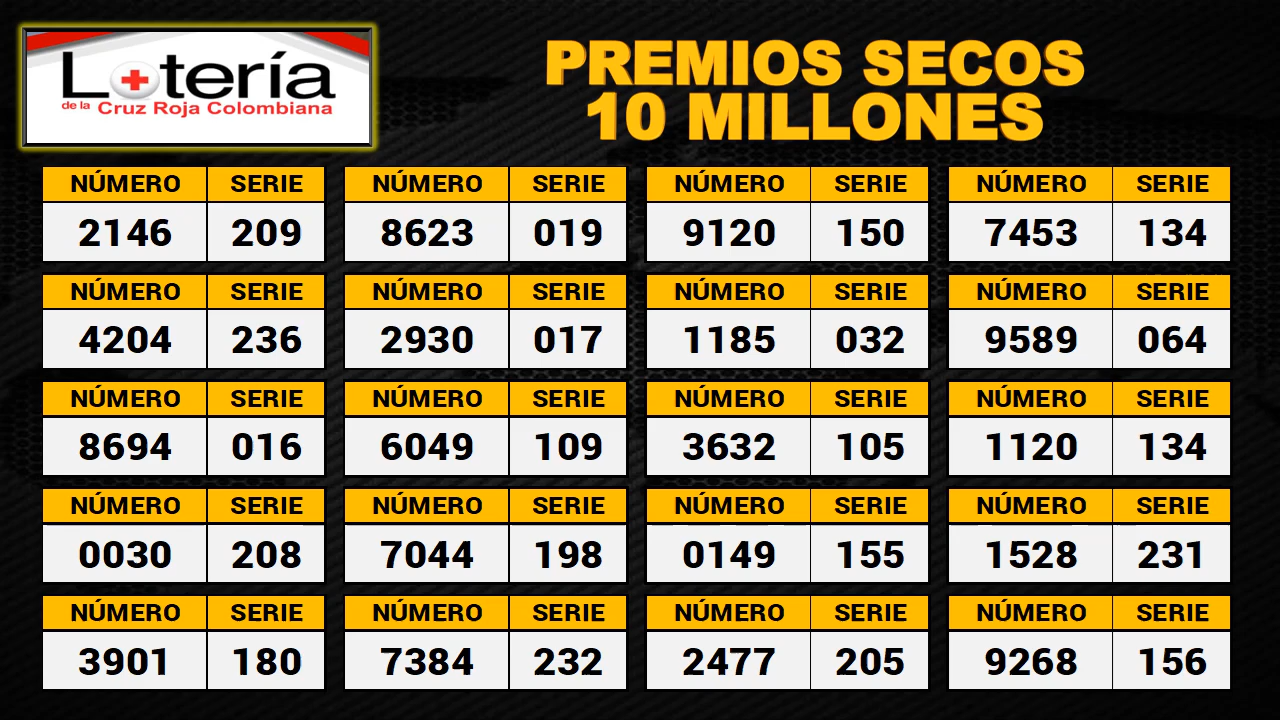 Lotería
de la Cruz Roja Colombiana
PREMIOS SECOS
10 MILLONES
NÚMERO SERIE NÚMERO SERIE NÚMERO SERIE NÚMERO SERIE
2146 209 8623 019 9120 150 7453 134
NÚMERO SERIE NÚMERO SERIE NÚMERO SERIE NÚMERO SERIE
4204 236 2930 017 1185 032 9589 064
NÚMERO SERIE NÚMERO SERIE NÚMERO SERIE NÚMERO SERIE
8694 016 6049 109 3632 105 1120 134
NÚMERO SERIE NÚMERO SERIE NÚMERO SERIE NÚMERO SERIE
0030 208 7044 198 0149 155 1528 231
NÚMERO SERIE NÚMERO SERIE NÚMERO SERIE NÚMERO SERIE
3901 180 7384 232 2477 205 9268 156